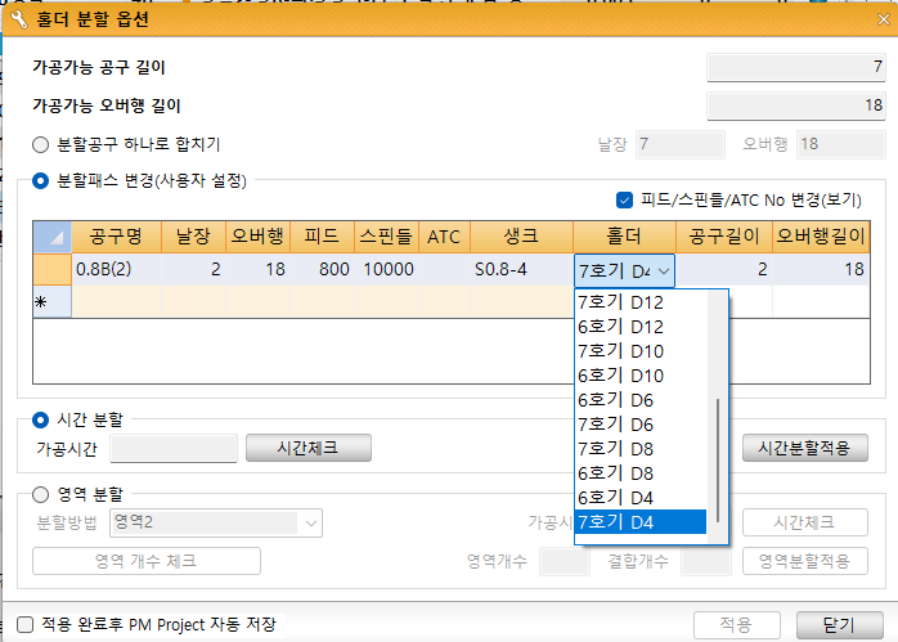 홀더 분할 옵션
가공가능 공구 길이 7
가공가능 오버행 길이 18
분할공구 하나로 합치기 날장 7 오버행 18
분할패스 변경(사용자 설정)
피드/스핀들/ATC No 변경(보기)
공구명 날장 오버행 피드 스핀들 ATC 생크 홀더 공구길이 오버행길이
0.8B(2) 2 18 800 10000 S0.8-4 7호기 D4 2 18
*
7호기 D12
6호기 D12
7호기 D10
6호기 D10
6호기 D6
7호기 D6
7호기 D8
6호기 D8
6호기 D4
7호기 D4
시간 분할
가공시간 시간체크 시간분할적용
영역 분할
분할방법 영역2 가공시 시간체크
영역 개수 체크 영역개수 결합개수 영역분할적용
적용 완료후 PM Project 자동 저장 적용 닫기